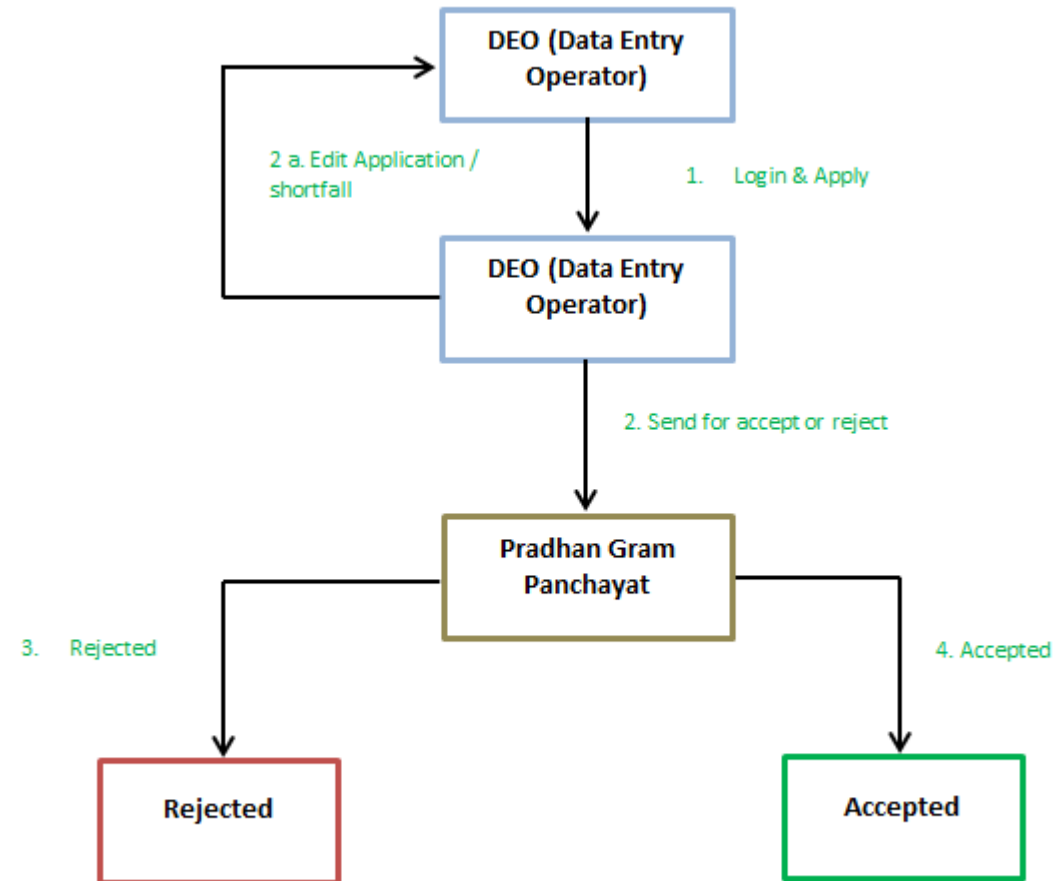 DEO (Data Entry
Operator)
2 a. Edit Application /
shortfall
1. Login & Apply
DEO (Data Entry
Operator)
2. Send for accept or reject
Pradhan Gram
Panchayat
3. Rejected
4. Accepted
Rejected
Accepted